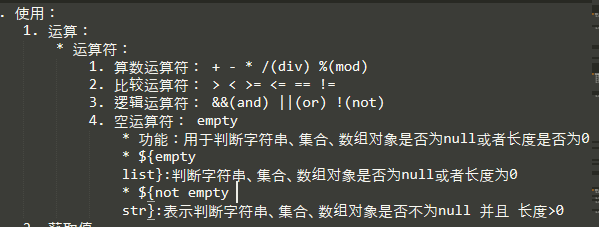 . 使用：
1. 运算：
* 运算符：
1. 算数运算符： + - * /(div) %(mod)
2. 比较运算符： > < >= <= == !=
3. 逻辑运算符： &&(and) ||(or) !(not)
4. 空运算符： empty
* 功能：用于判断字符串、集合、数组对象是否为null或者长度是否为0
* ${empty
list}:判断字符串、集合、数组对象是否为null或者长度为0
* ${not empty
str}:表示判断字符串、集合、数组对象是否不为null 并且 长度>0
2. 获取值